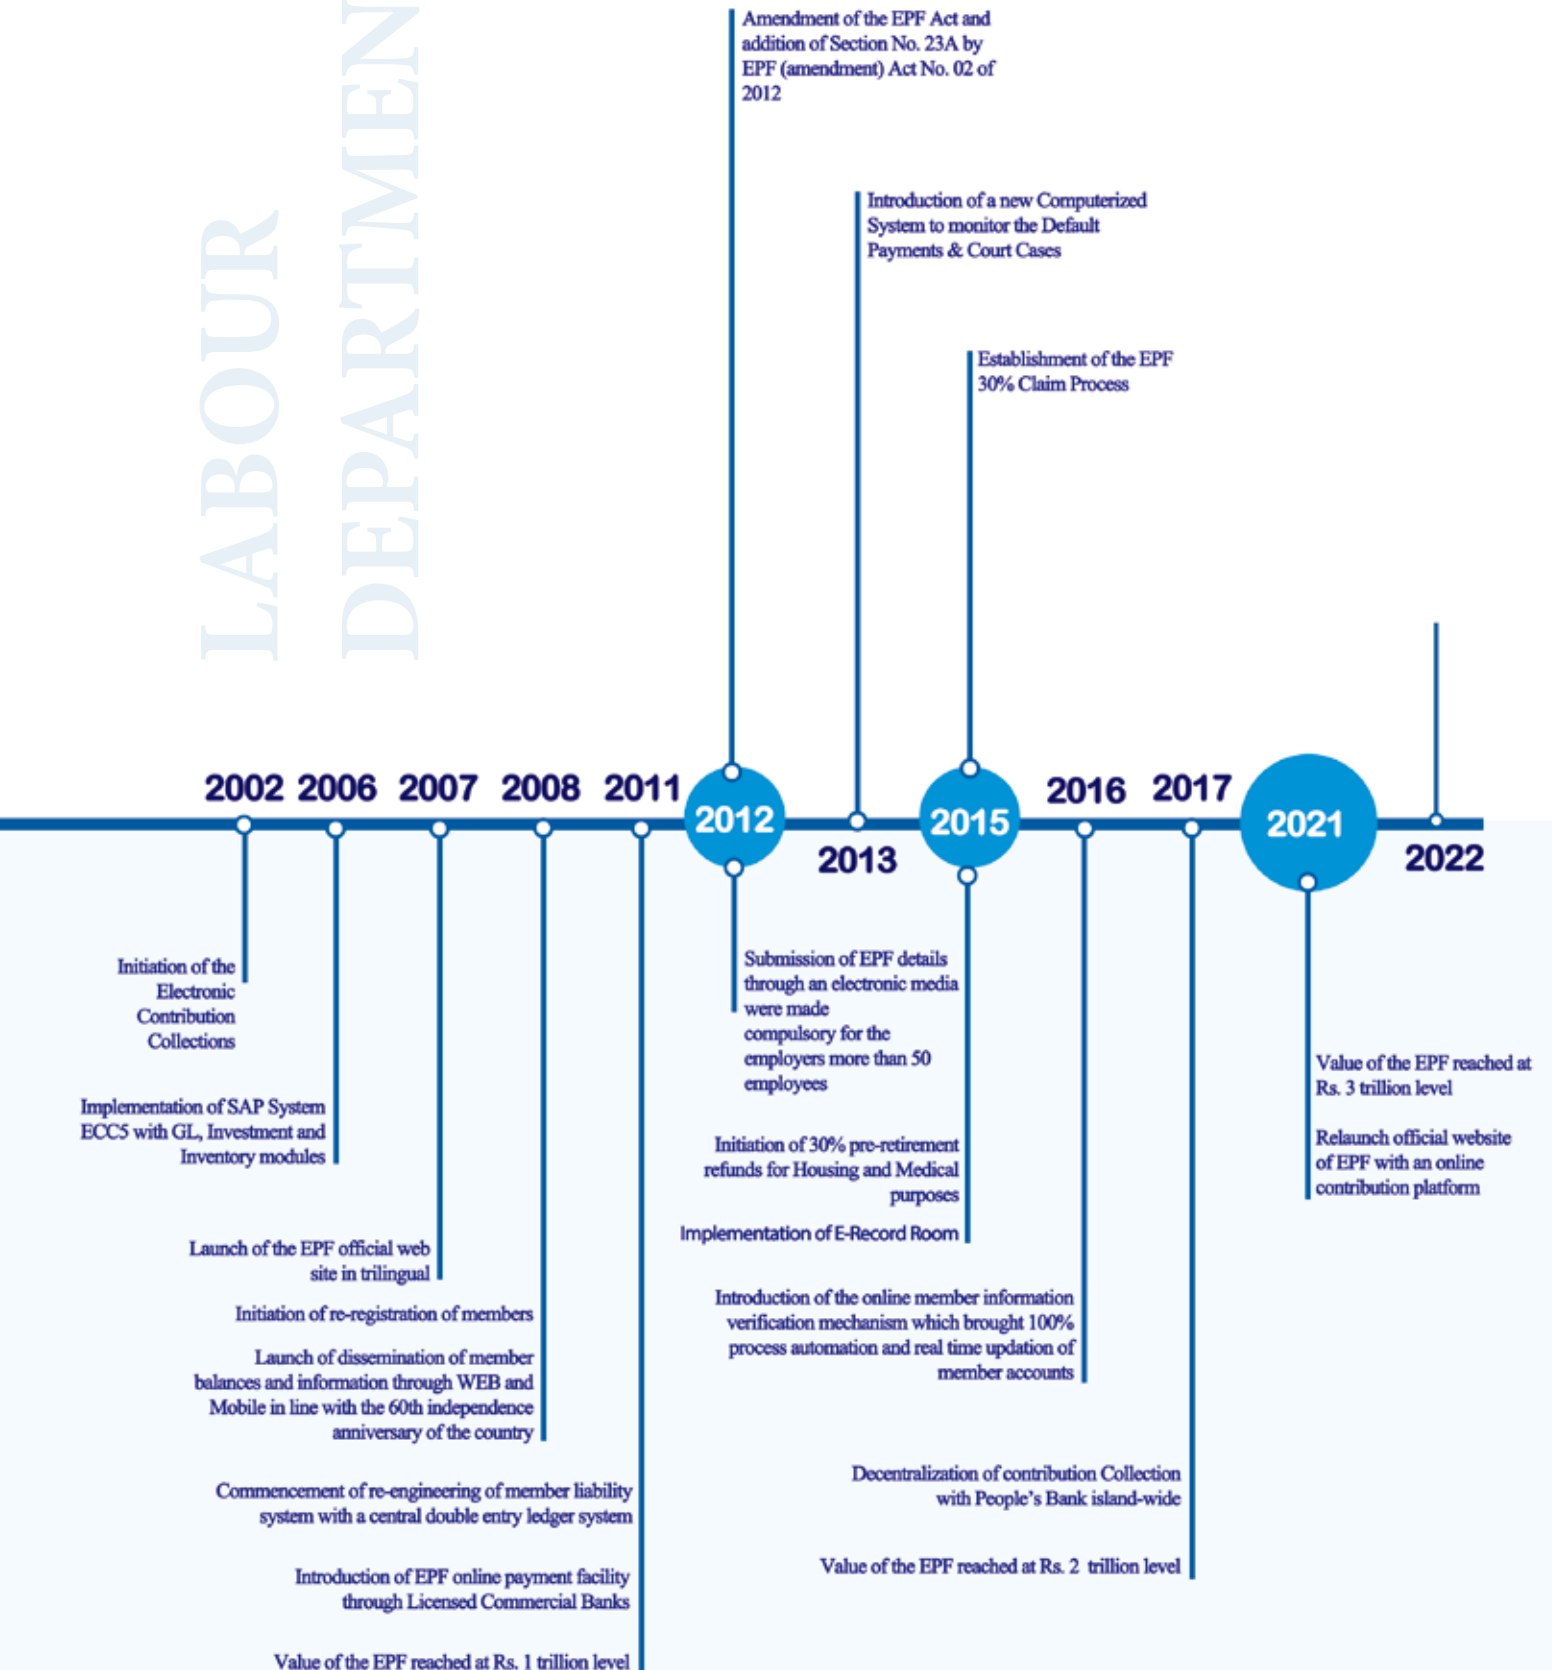 LABOUR
DEPARTMEN
Amendment of the EPF Act and
addition of Section No. 23A by
EPF (amendment) Act No. 02 of
2012
Introduction of a new Computerized
System to monitor the Default
Payments & Court Cases
Establishment of the EPF
30% Claim Process
2002
2006
2007
2008
2011
2012
2013
2015
2016
2017
2021
2022
Initiation of the
Electronic
Contribution
Collections
Implementation of SAP System
ECC5 with GL, Investment and
Inventory modules
Launch of the EPF official web
site in trilingual
Initiation of re-registration of members
Launch of dissemination of member
balances and information through WEB and
Mobile in line with the 60th independence
anniversary of the country
Commencement of re-engineering of member liability
system with a central double entry ledger system
Introduction of EPF online payment facility
through Licensed Commercial Banks
Value of the EPF reached at Rs. 1 trillion level
Submission of EPF details
through an electronic media
were made
compulsory for the
employers more than 50
employees
Initiation of 30% pre-retirement
refunds for Housing and Medical
purposes
Implementation of E-Record Room
Introduction of the online member information
verification mechanism which brought 100%
process automation and real time updation of
member accounts
Decentralization of contribution Collection
with People's Bank island-wide
Value of the EPF reached at Rs. 2 trillion level
Value of the EPF reached at
Rs. 3 trillion level
Relaunch official website
of EPF with an online
contribution platform